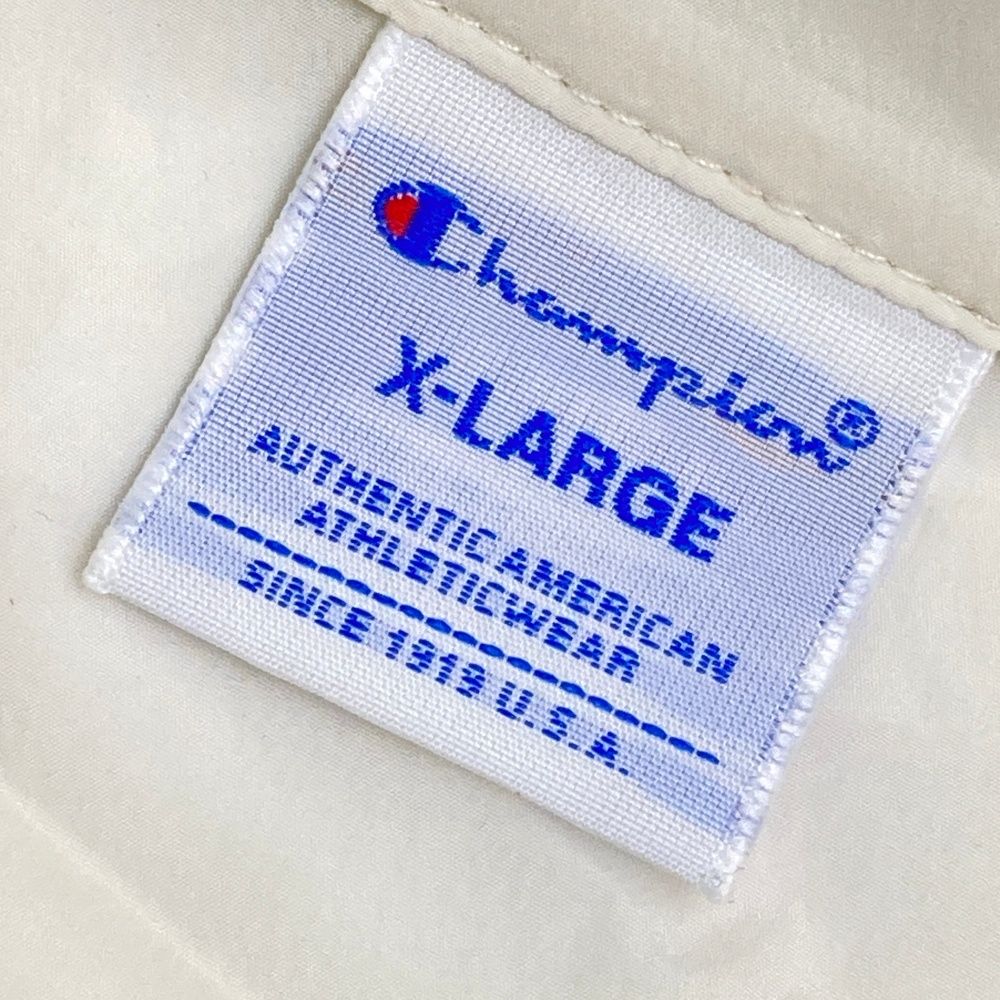 Champion®
X-LARGE
AUTHENTIC AMERICAN
ATHLETICWEAR
SINCE 1919 U.S.A.